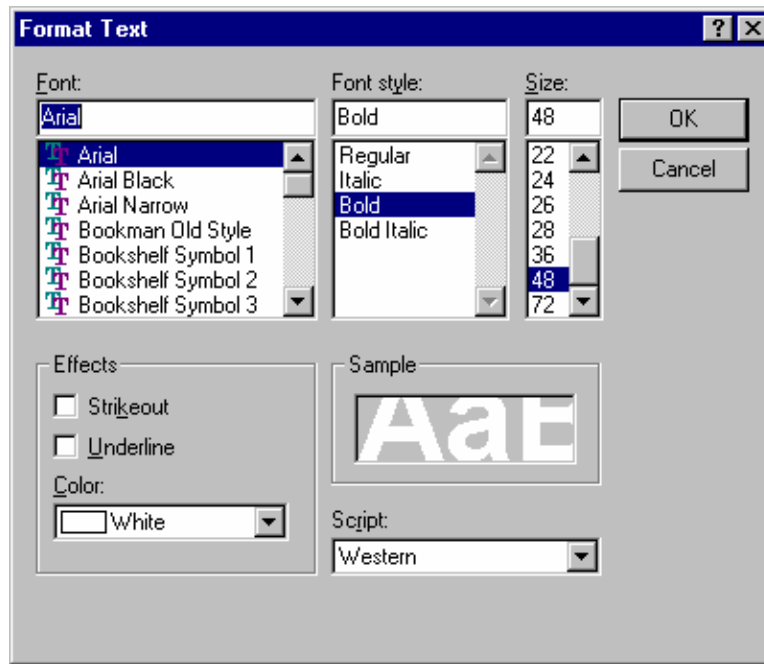 Format Text
Font:
Arial
Arial
Arial Black
Arial Narrow
Bookman Old Style
Bookshelf Symbol 1
Bookshelf Symbol 2
Bookshelf Symbol 3
Font style:
Bold
Regular
Italic
Bold
Bold Italic
Size:
48
22
24
26
28
36
48
72
OK
Cancel
Effects
Strikeout
Underline
Color:
White
Sample
AaB
Script:
Western